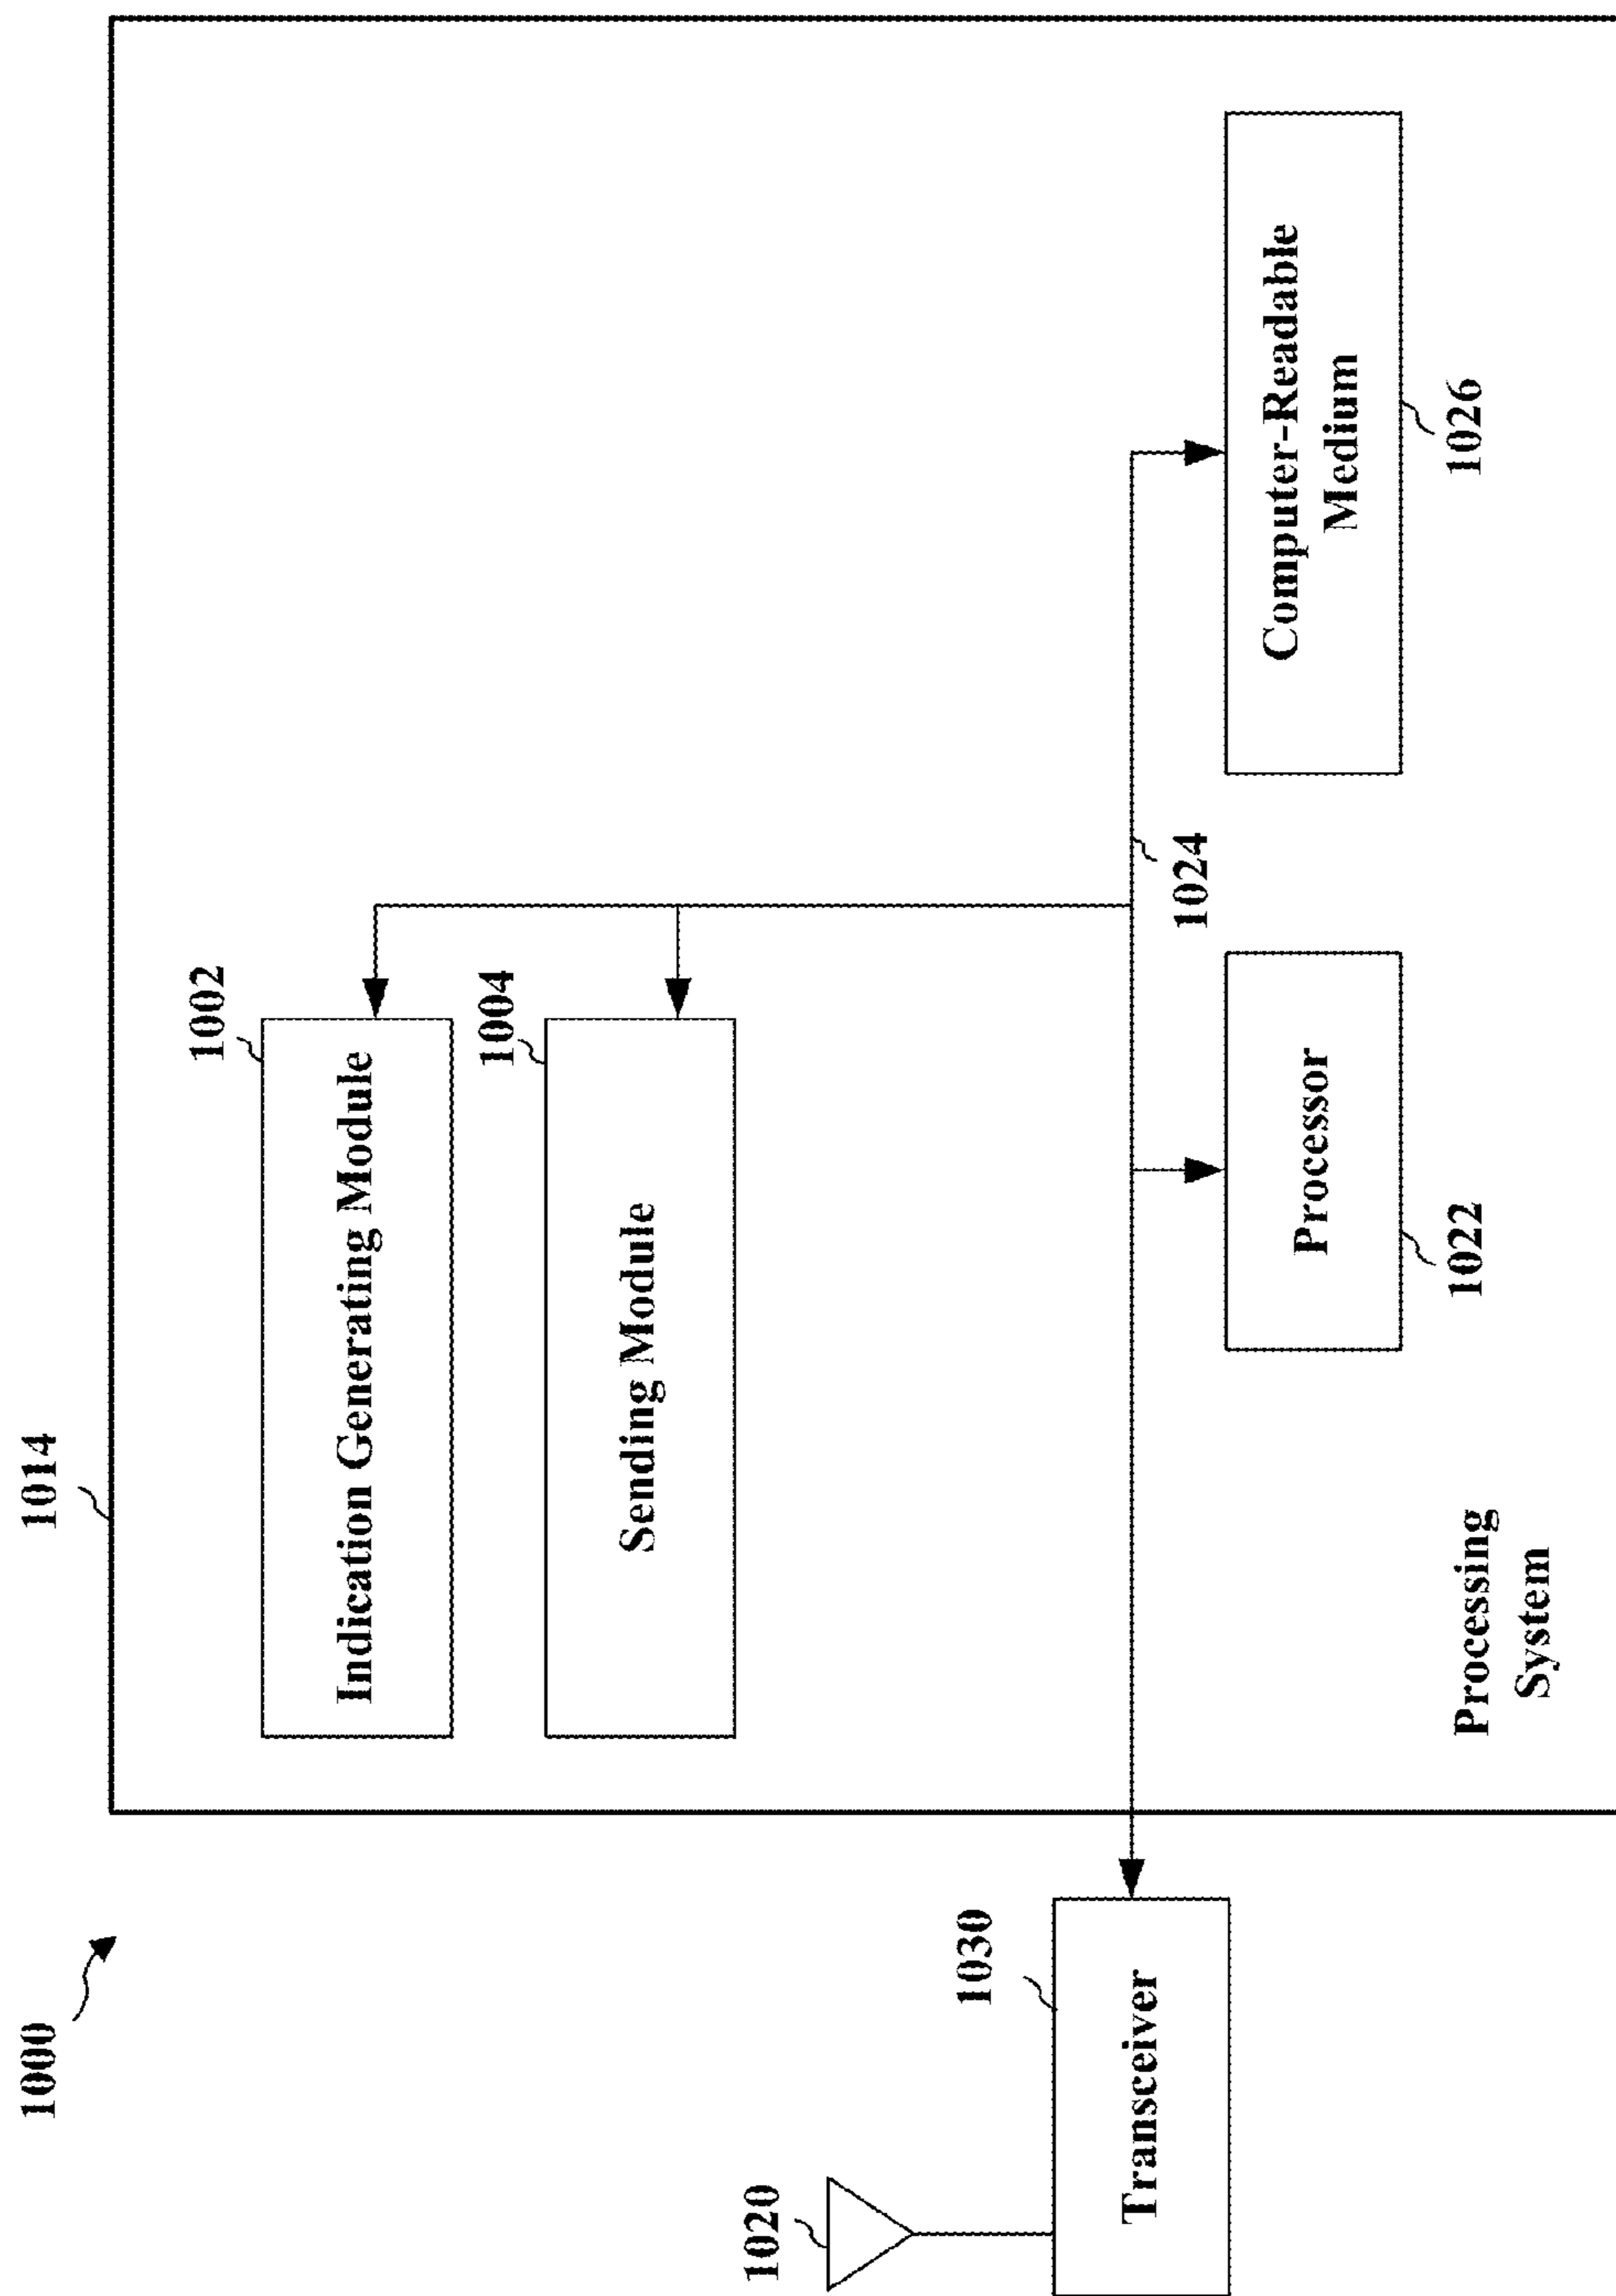 1000
1014
1002
Indication Generating Module
1004
Sending Module
1020
1030
Transceiver
1024
Processor
1022
Computer-Readable
Medium
1026
Processing
System